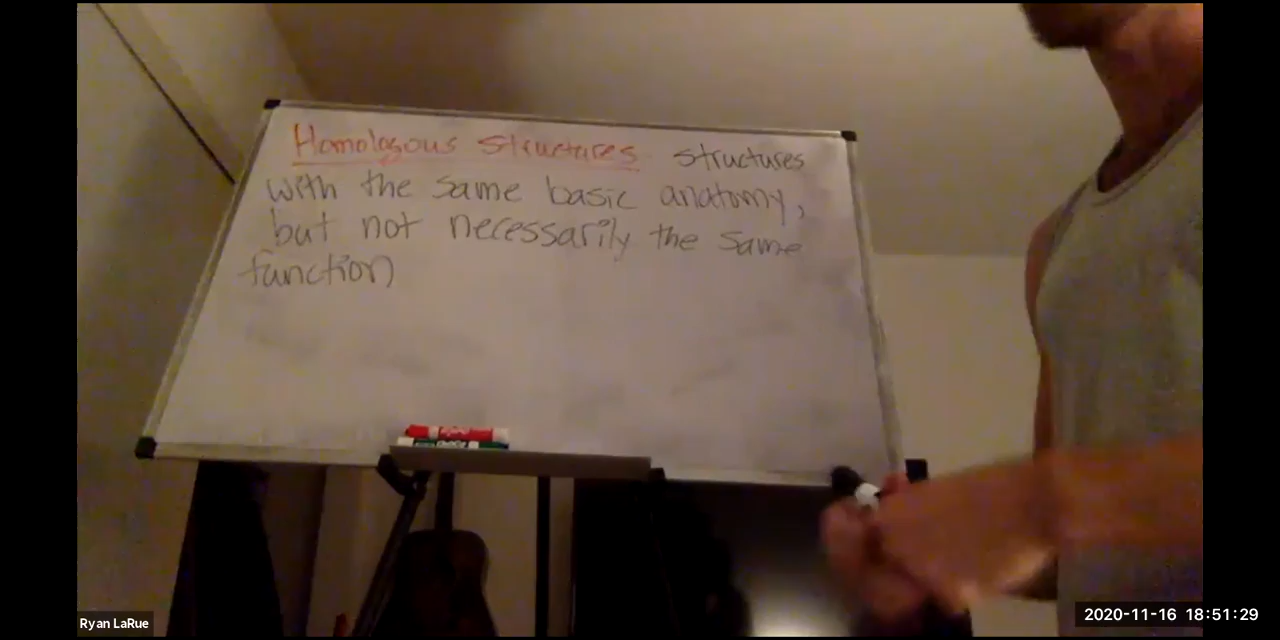 Homologous structures structures
with the same basic anatomy,
but not necessarily the same
function
Ryan LaRue
2020-11-16 18:51:29